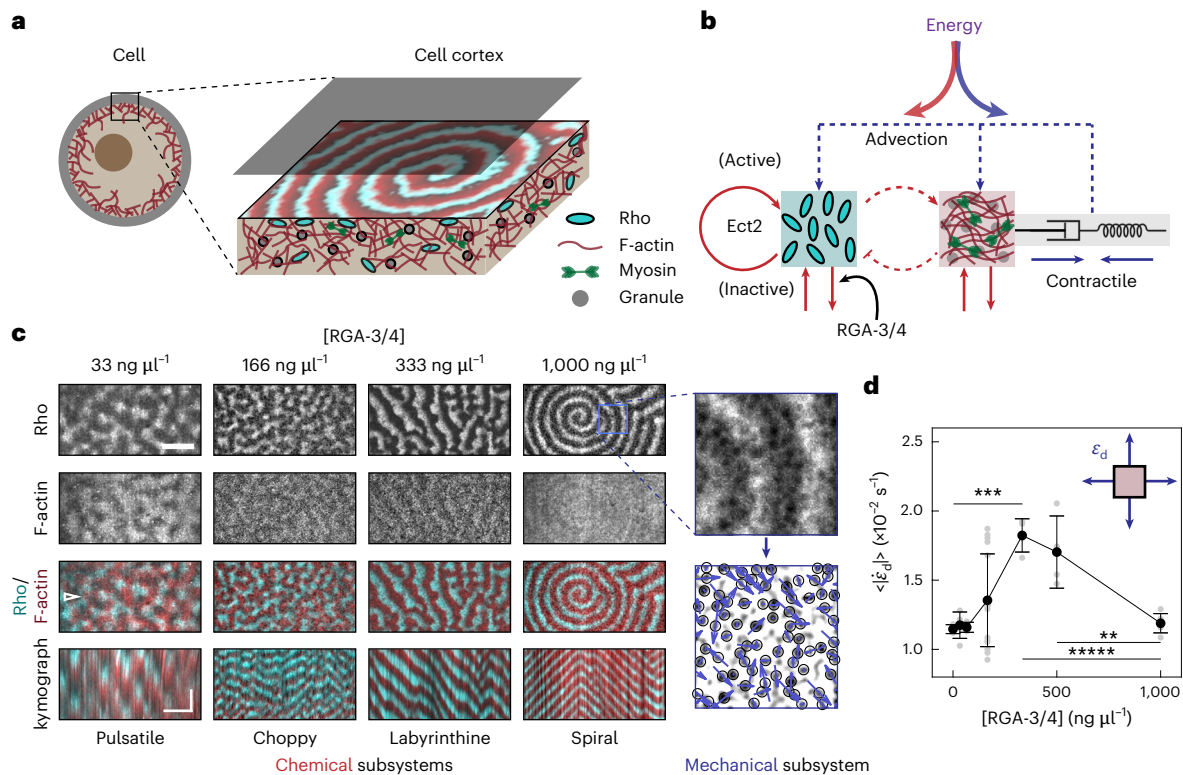 a
Cell
Cell cortex
Rho
F-actin
Myosin
Granule
b
Energy
Advection
(Active)
Ect2
(Inactive)
RGA-3/4
Contractile
c
[RGA-3/4]
33 ng µl⁻¹
166 ng µl⁻¹
333 ng µl⁻¹
1,000 ng µl⁻¹
Rho
F-actin
Rho/
F-actin
kymograph
Pulsatile
Choppy
Labyrinthine
Spiral
Chemical subsystems
Mechanical subsystem
d
2.5
2.0
1.5
1.0
<|ε̇d|> (×10⁻² s⁻¹)
εd
***
**
*****
0
500
1,000
[RGA-3/4] (ng µl⁻¹)